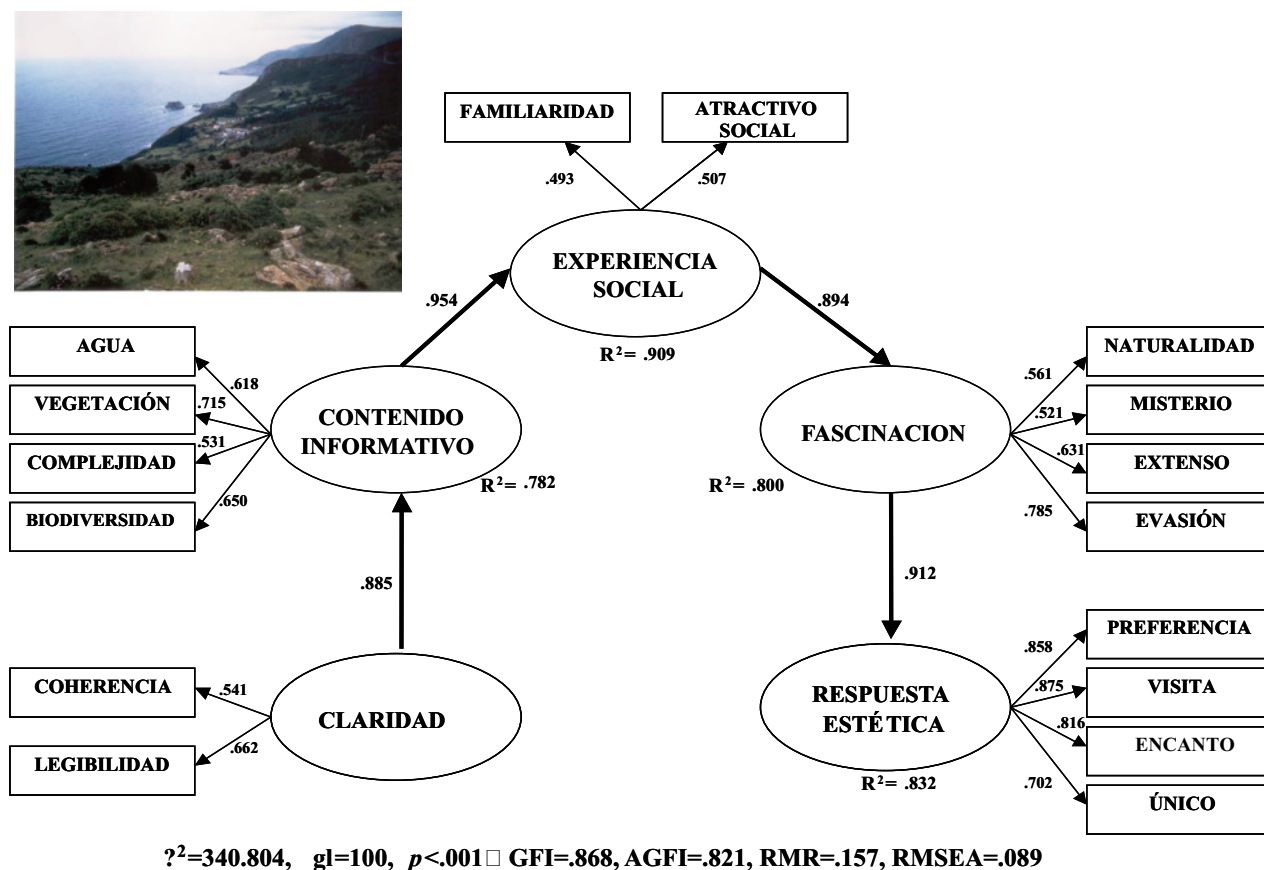 FAMILIARIDAD
ATRACTIVO
SOCIAL
.493
.507
EXPERIENCIA
SOCIAL
.954
.894
R²= .909
AGUA
VEGETACIÓN
COMPLEJIDAD
BIODIVERSIDAD
.618
.715
.531
.650
CONTENIDO
INFORMATIVO
R²= .782
FASCINACION
R²= .800
.561
.521
.631
.785
NATURALIDAD
MISTERIO
EXTENSO
EVASIÓN
.885
.912
COHERENCIA
LEGIBILIDAD
.541
.662
CLARIDAD
RESPUESTA
ESTÉTICA
R²= .832
.858
.875
.816
.702
PREFERENCIA
VISITA
ENCANTO
ÚNICO
?²=340.804, gl=100, p<.001□ GFI=.868, AGFI=.821, RMR=.157, RMSEA=.089